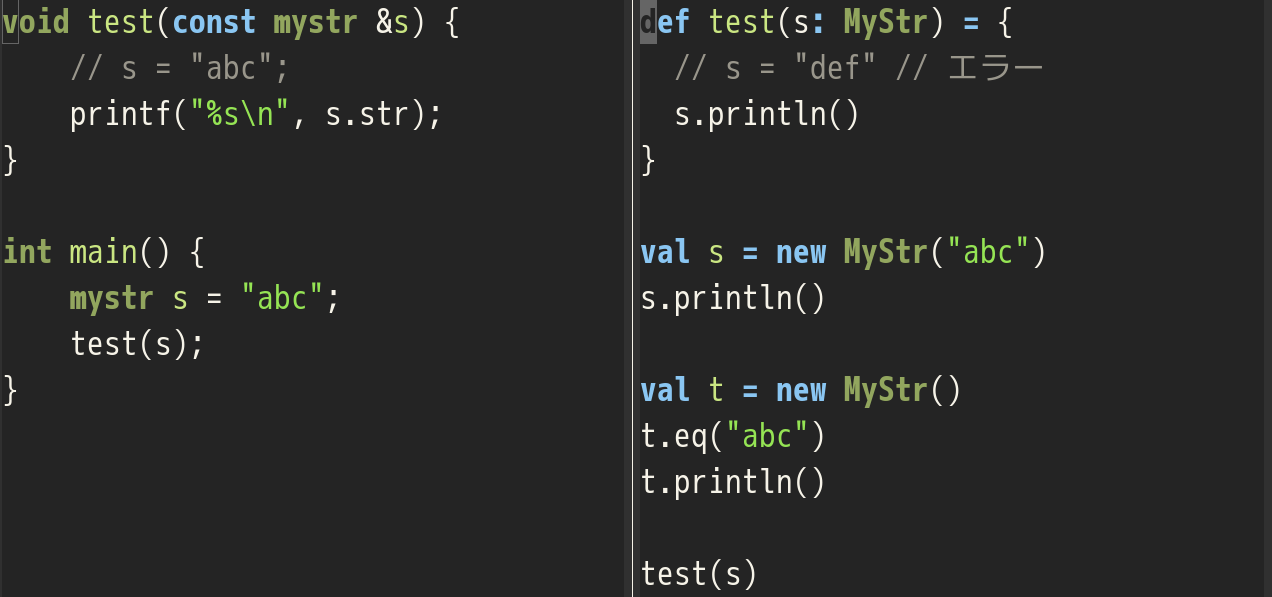 void test(const mystr &s) {
    // s = "abc";
    printf("%s\n", s.str);
}

int main() {
    mystr s = "abc";
    test(s);
}

def test(s: MyStr) = {
  // s = "def" // エラー
  s.println()
}

val s = new MyStr("abc")
s.println()

val t = new MyStr()
t.eq("abc")
t.println()

test(s)